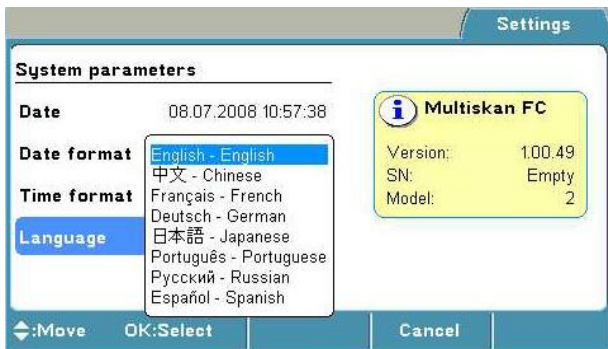 Settings
System parameters
Date 08.07.2008 10:57:38
Date format
Time format
Language
English - English
中文 - Chinese
Français - French
Deutsch - German
日本語 - Japanese
Português - Portuguese
Русский - Russian
Español - Spanish
i Multiskan FC
Version: 1.00.49
SN: Empty
Model: 2
:Move OK:Select Cancel